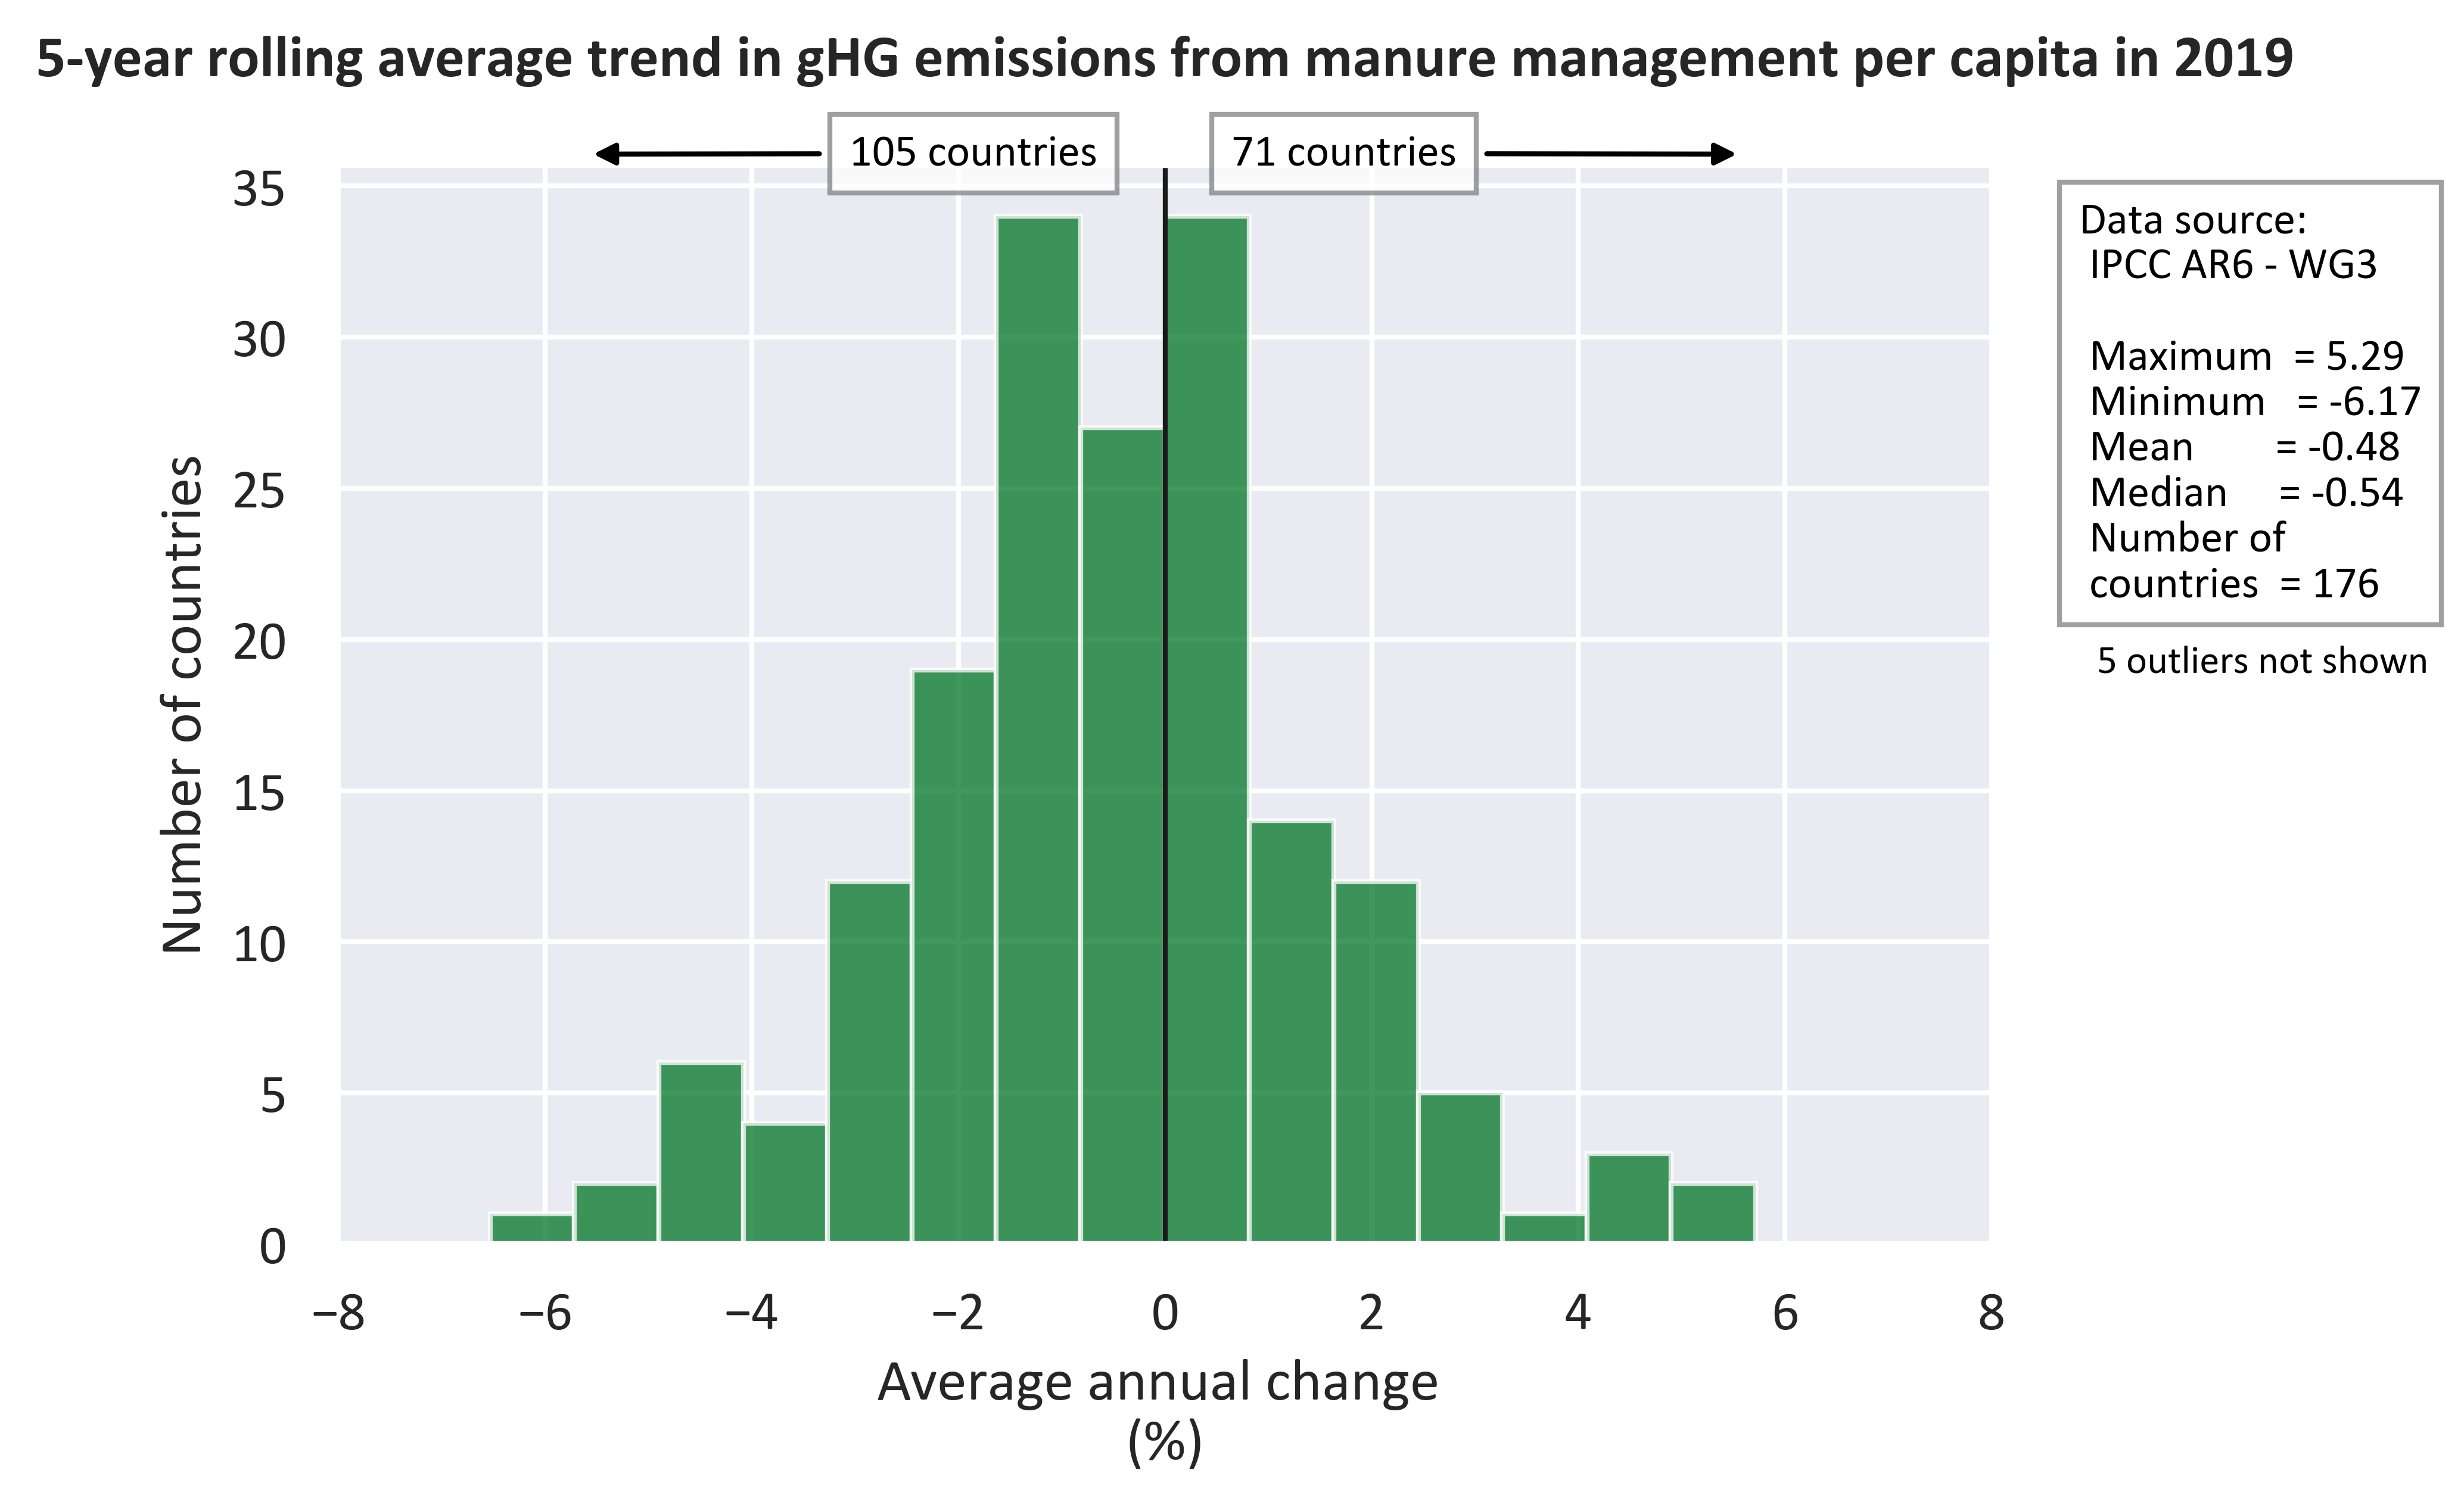 5-year rolling average trend in gHG emissions from manure management per capita in 2019
105 countries
71 countries
35
30
25
20
15
10
5
0
Number of countries
−8
−6
−4
−2
0
2
4
6
8
Average annual change
(%)
Data source:
IPCC AR6 - WG3
Maximum = 5.29
Minimum = -6.17
Mean = -0.48
Median = -0.54
Number of
countries = 176
5 outliers not shown